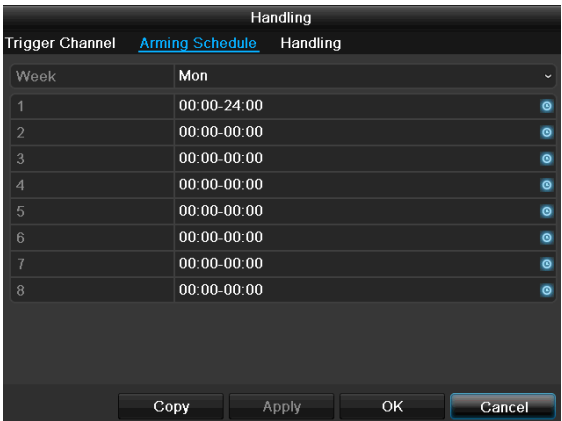 Handling
Trigger Channel Arming Schedule Handling
Week Mon
1 00:00-24:00
2 00:00-00:00
3 00:00-00:00
4 00:00-00:00
5 00:00-00:00
6 00:00-00:00
7 00:00-00:00
8 00:00-00:00
Copy Apply OK Cancel